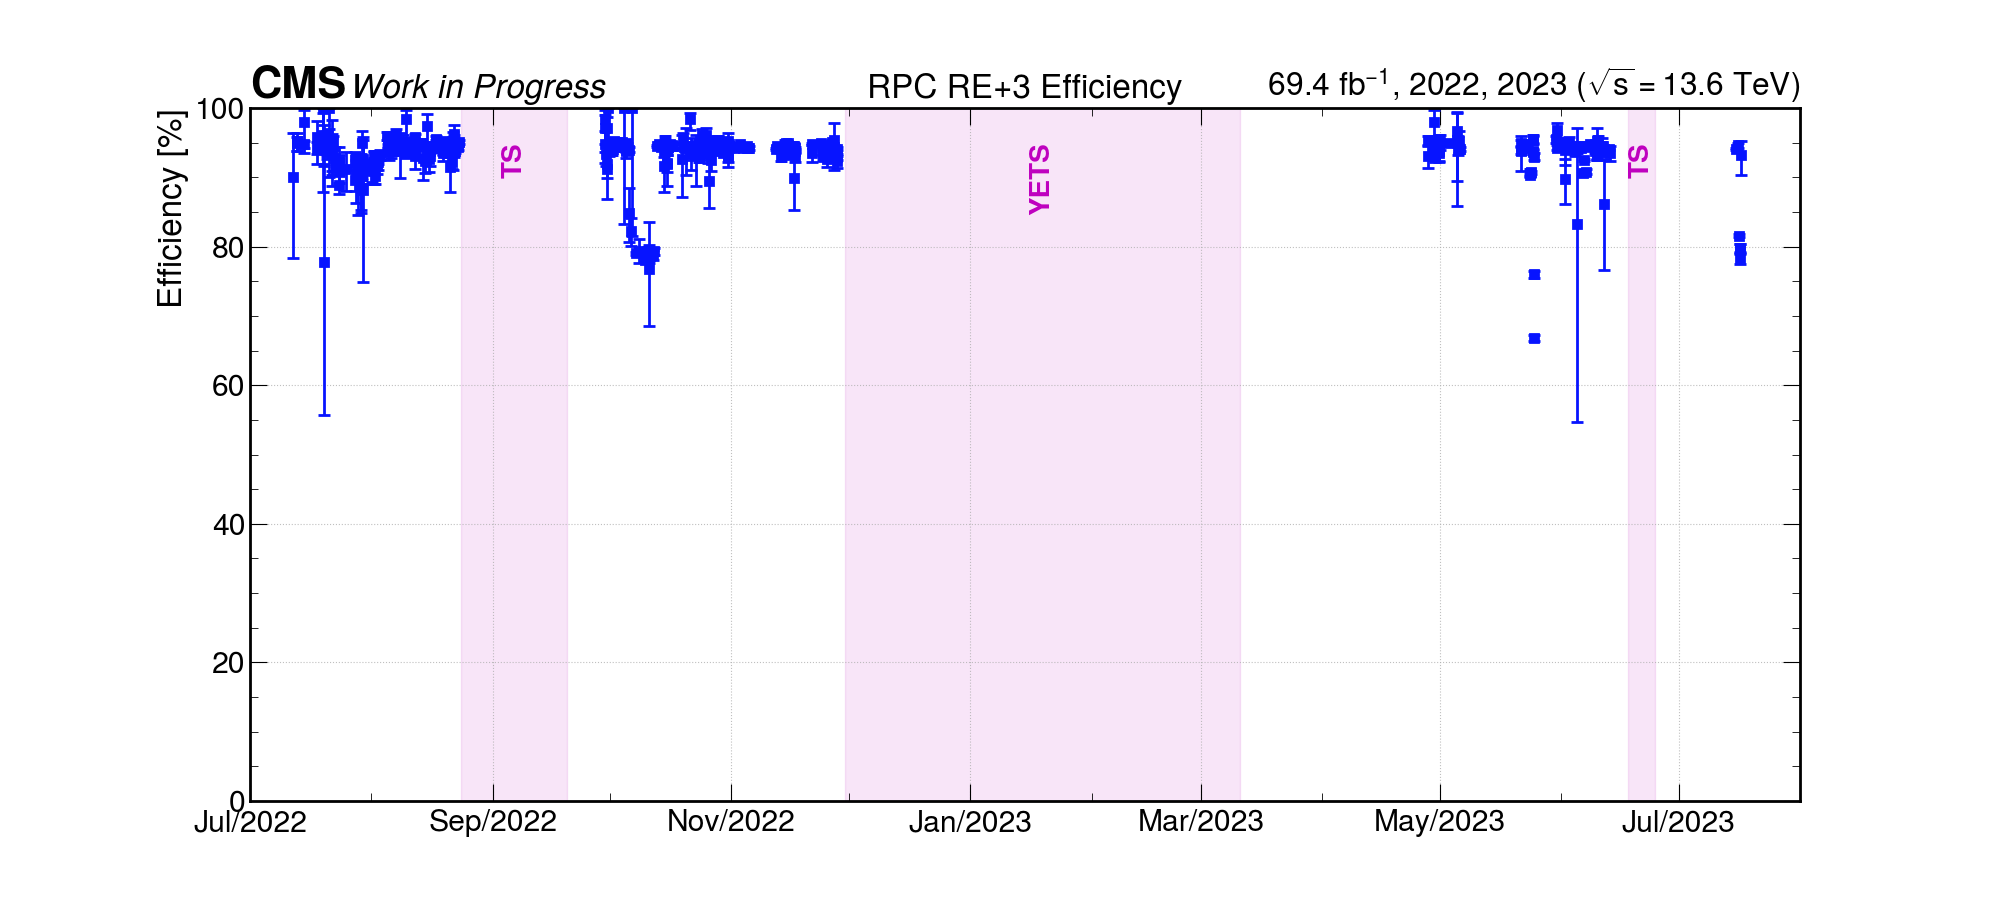 CMS Work in Progress RPC RE+3 Efficiency 69.4 fb⁻¹, 2022, 2023 (√s = 13.6 TeV)
Efficiency [%]
100
80
60
40
20
0
TS
YETS
TS
Jul/2022 Sep/2022 Nov/2022 Jan/2023 Mar/2023 May/2023 Jul/2023